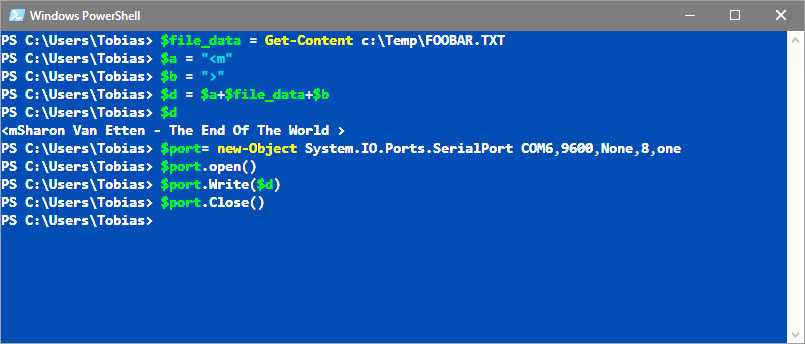 Windows PowerShell
PS C:\Users\Tobias> $file_data = Get-Content c:\Temp\FOOBAR.TXT
PS C:\Users\Tobias> $a = "<m"
PS C:\Users\Tobias> $b = ">"
PS C:\Users\Tobias> $d = $a+$file_data+$b
PS C:\Users\Tobias> $d
<mSharon Van Etten - The End Of The World >
PS C:\Users\Tobias> $port= new-Object System.IO.Ports.SerialPort COM6,9600,None,8,one
PS C:\Users\Tobias> $port.open()
PS C:\Users\Tobias> $port.Write($d)
PS C:\Users\Tobias> $port.Close()
PS C:\Users\Tobias>